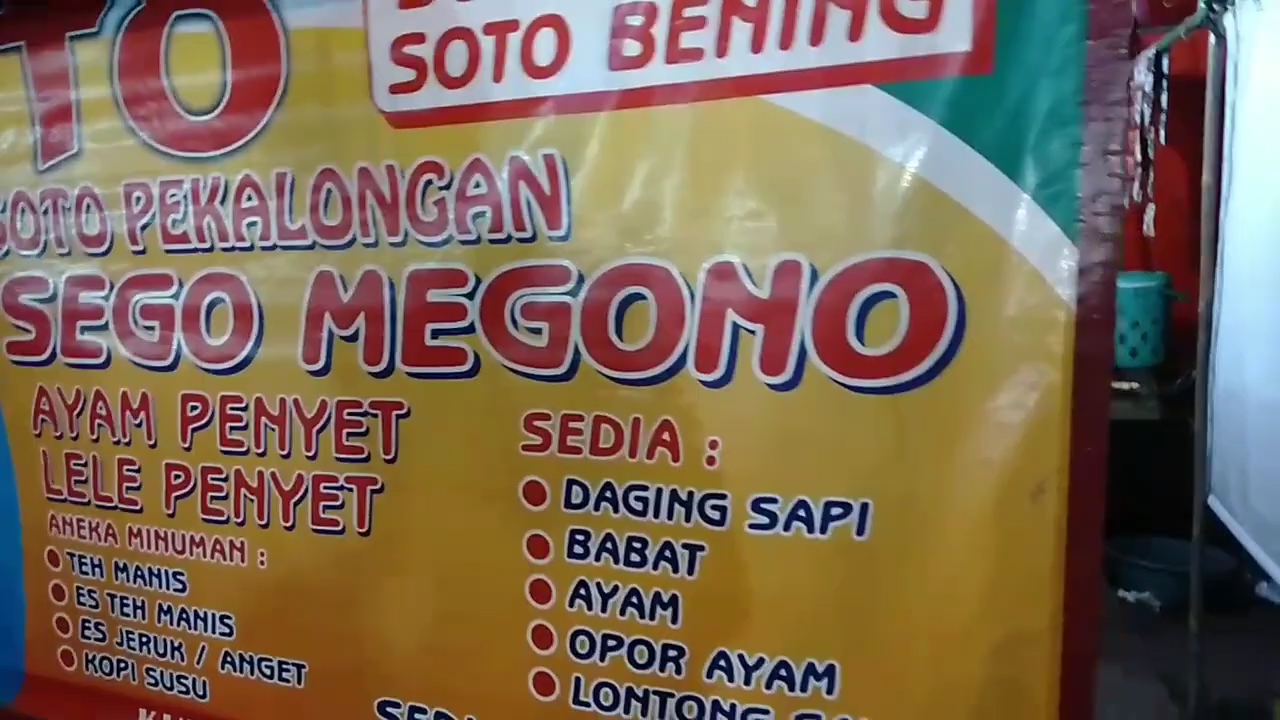 SOTO BENING
SOTO PEKALONGAN
SEGO MEGONO
AYAM PENYET
LELE PENYET
ANEKA MINUMAN :
TEH MANIS
ES TEH MANIS
ES JERUK / ANGET
KOPI SUSU
SEDIA :
DAGING SAPI
BABAT
AYAM
OPOR AYAM
LONTONG